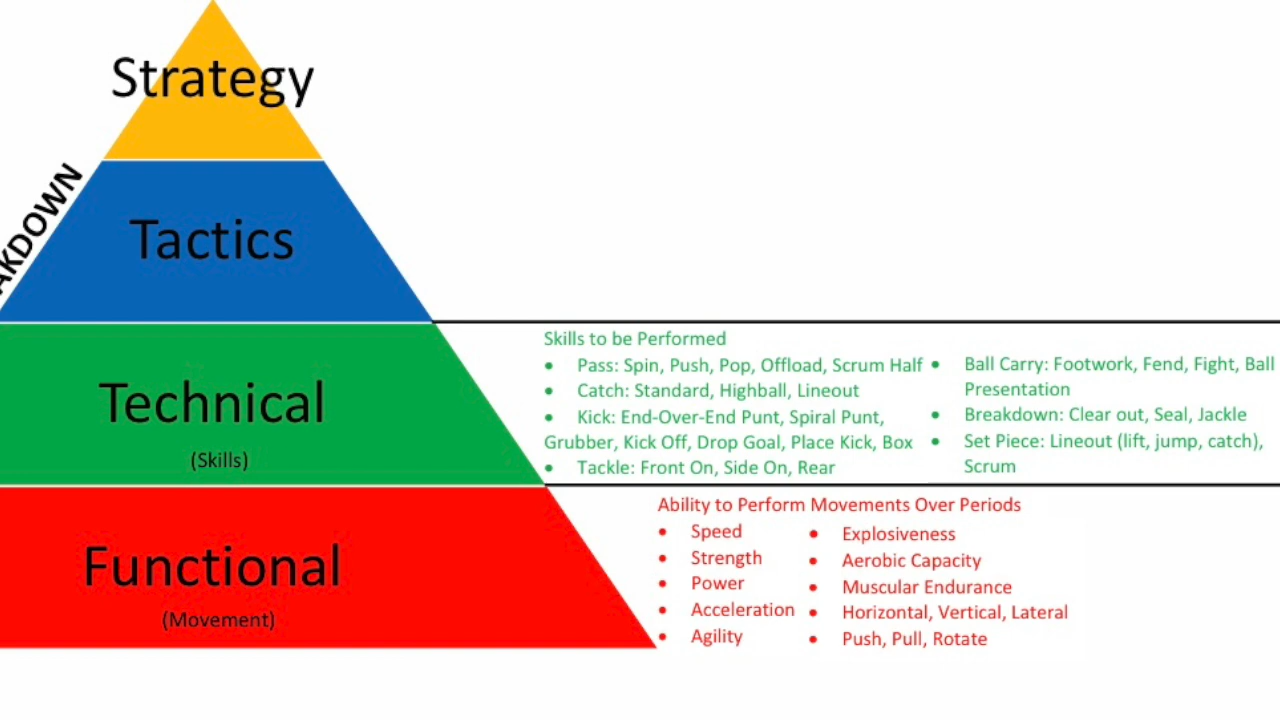 Strategy
Tactics
Technical
(Skills)
Skills to be Performed
• Pass: Spin, Push, Pop, Offload, Scrum Half
• Catch: Standard, Highball, Lineout
• Kick: End-Over-End Punt, Spiral Punt,
Grubber, Kick Off, Drop Goal, Place Kick, Box
• Tackle: Front On, Side On, Rear
• Ball Carry: Footwork, Fend, Fight, Ball
Presentation
• Breakdown: Clear out, Seal, Jackle
• Set Piece: Lineout (lift, jump, catch),
Scrum
Functional
(Movement)
Ability to Perform Movements Over Periods
• Speed
• Strength
• Power
• Acceleration
• Agility
• Explosiveness
• Aerobic Capacity
• Muscular Endurance
• Horizontal, Vertical, Lateral
• Push, Pull, Rotate